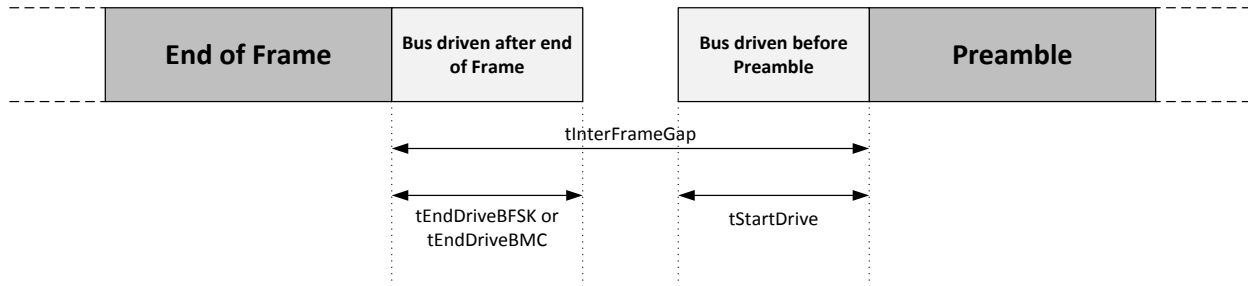 End of Frame
Bus driven after end
of Frame
Bus driven before
Preamble
Preamble
tInterFrameGap
tEndDriveBFSK or
tEndDriveBMC
tStartDrive